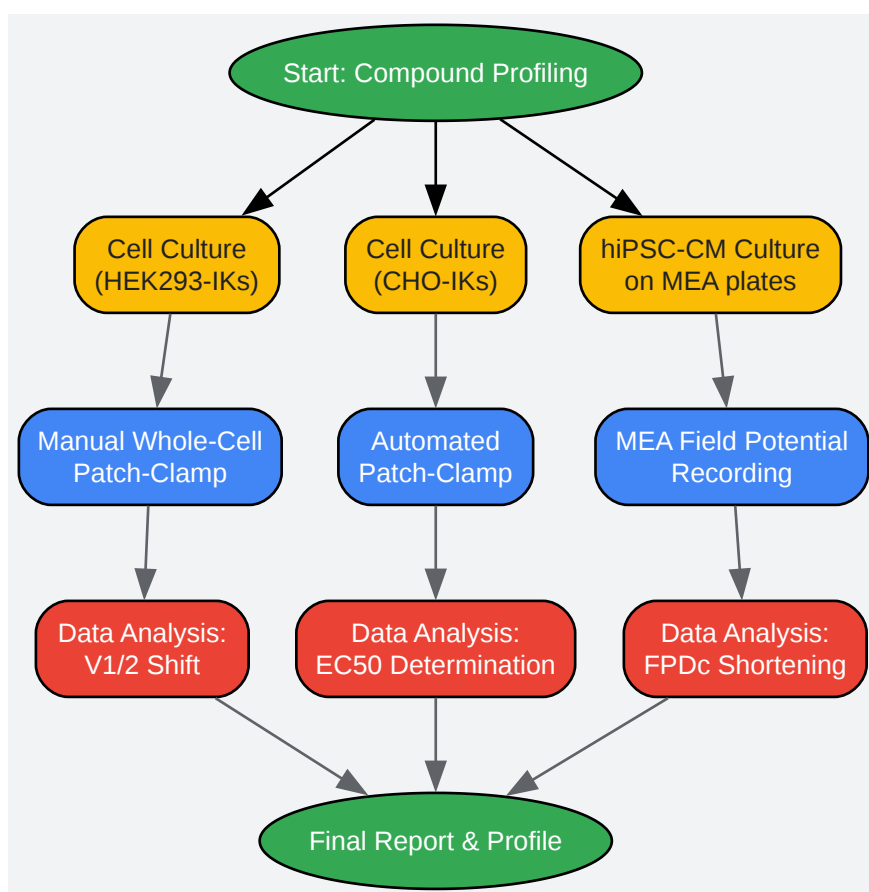 Start: Compound Profiling
Cell Culture
(HEK293-IKs)
Cell Culture
(CHO-IKs)
hiPSC-CM Culture
on MEA plates
Manual Whole-Cell
Patch-Clamp
Automated
Patch-Clamp
MEA Field Potential
Recording
Data Analysis:
V1/2 Shift
Data Analysis:
EC50 Determination
Data Analysis:
FPDc Shortening
Final Report & Profile